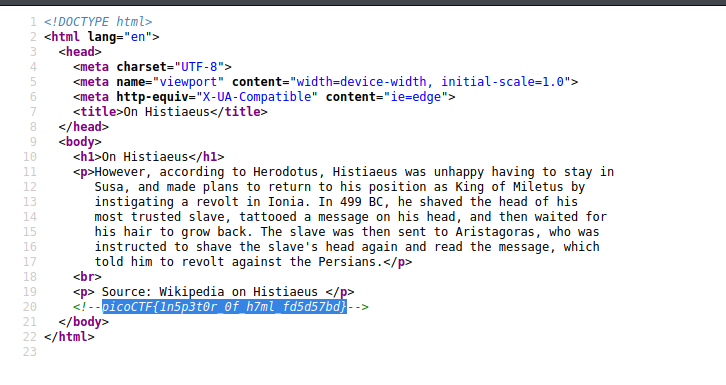 1 <!DOCTYPE html>
2 <html lang="en">
3   <head>
4     <meta charset="UTF-8">
5     <meta name="viewport" content="width=device-width, initial-scale=1.0">
6     <meta http-equiv="X-UA-Compatible" content="ie=edge">
7     <title>On Histiaeus</title>
8   </head>
9   <body>
10     <h1>On Histiaeus</h1>
11     <p>However, according to Herodotus, Histiaeus was unhappy having to stay in
12        Susa, and made plans to return to his position as King of Miletus by
13        instigating a revolt in Ionia. In 499 BC, he shaved the head of his
14        most trusted slave, tattooed a message on his head, and then waited for
15        his hair to grow back. The slave was then sent to Aristagoras, who was
16        instructed to shave the slave's head again and read the message, which
17        told him to revolt against the Persians.</p>
18     <br>
19     <p> Source: Wikipedia on Histiaeus </p>
20     <!--picoCTF{1n5p3t0r_0f_h7ml_fd5d57bd}-->
21   </body>
22 </html>
23